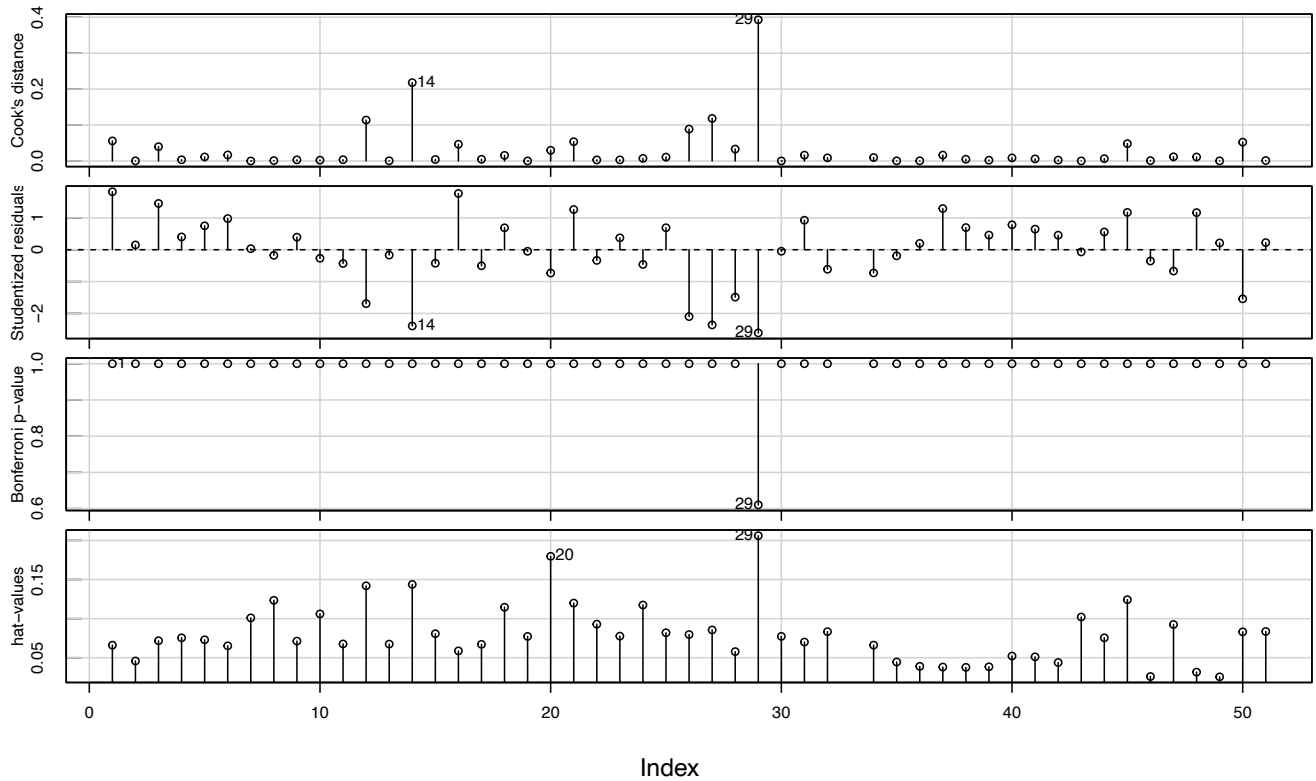 Cook's distance
0.0 0.2 0.4
14
29
Studentized residuals
−2 0 1
14
29
Bonferroni p−value
0.6 0.8 1.0
1
29
hat−values
0.05 0.15
20
29
0 10 20 30 40 50
Index